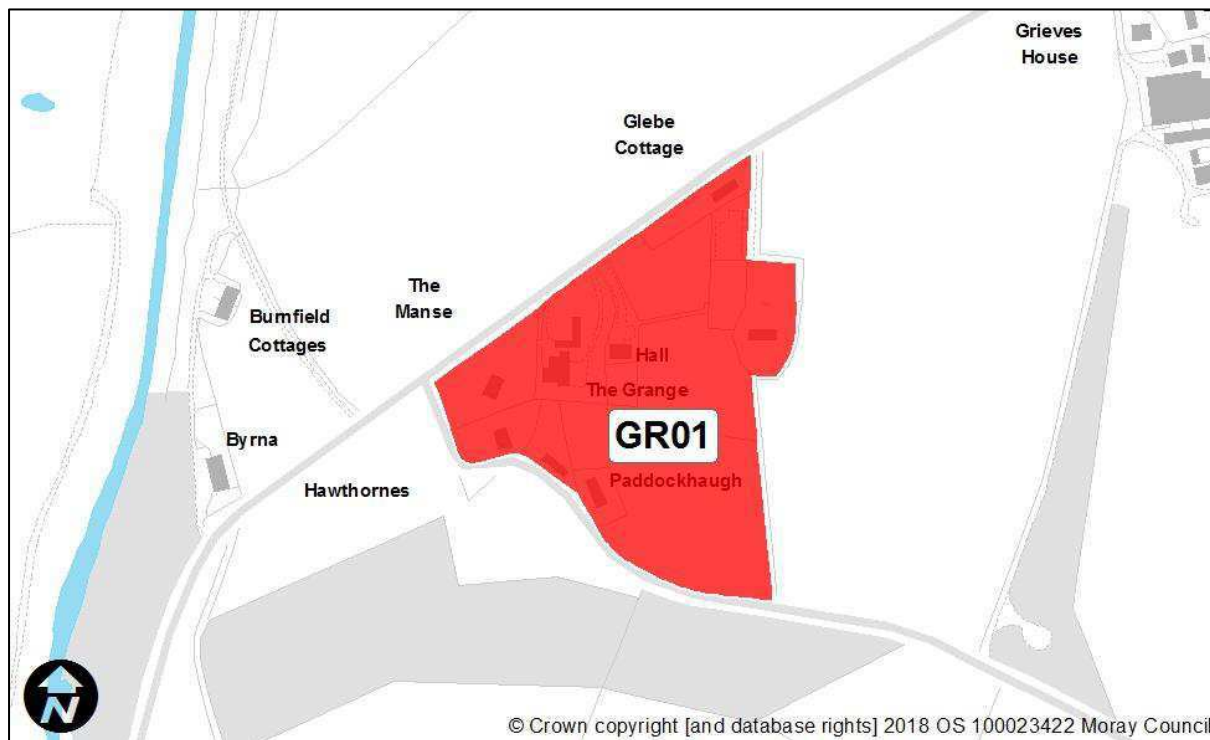 Grieves
House
Glebe
Cottage
The
Manse
Burnfield
Cottages
Hall
The Grange
GR01
Byrna
Paddockhaugh
Hawthornes
N
© Crown copyright [and database rights] 2018 OS 100023422 Moray Council